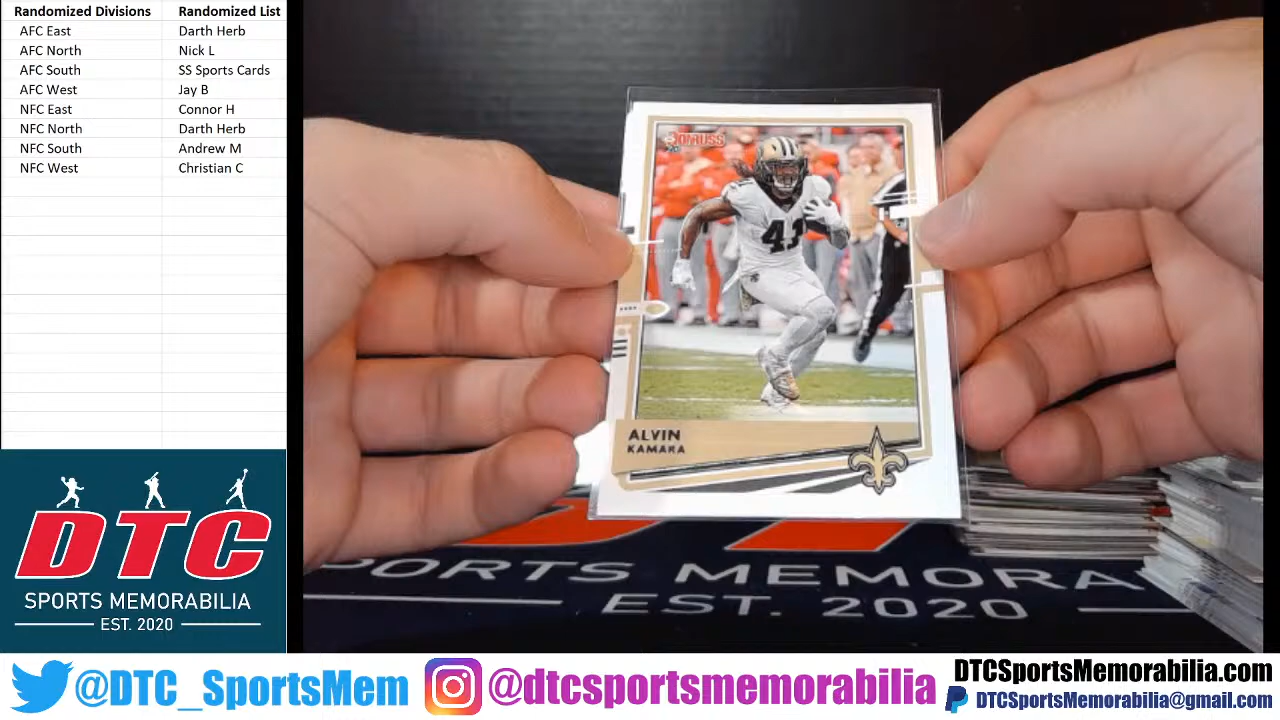 Randomized Divisions Randomized List
AFC East Darth Herb
AFC North Nick L
AFC South SS Sports Cards
AFC West Jay B
NFC East Connor H
NFC North Darth Herb
NFC South Andrew M
NFC West Christian C
DONRUSS
41
ALVIN
KAMARA
DTC
SPORTS MEMORABILIA
EST. 2020
SPORTS MEMORA
EST. 2020
@DTC_SportsMem
@dtcsportsmemorabilia
DTCSportsMemorabilia.com
DTCSportsMemorabilia@gmail.com